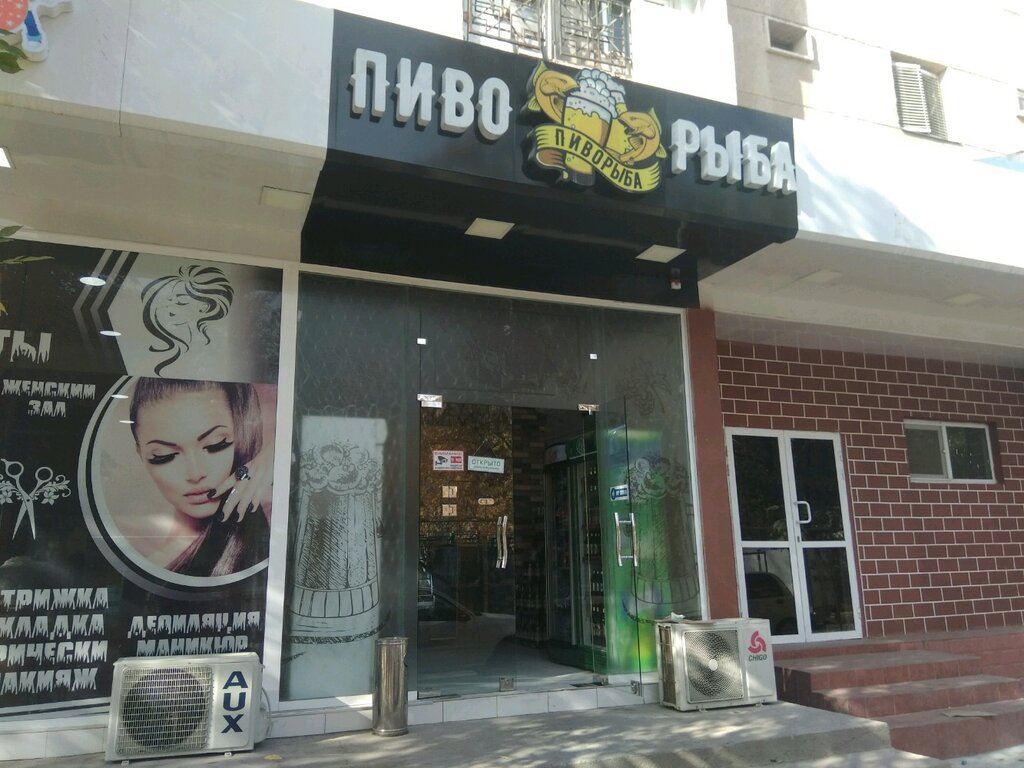 ПИВО
ПИВОРЫБА
РЫБА
ТЫ
ЖЕНСКИЙ
ЗАЛ
ТРИЖКА
КЛАДКА
РИЧЕСКИ
АКИЯЖ
ДЕПИЛЯЦИЯ
МАНИКЮР
ОТКРЫТО
AUX
CHIGO